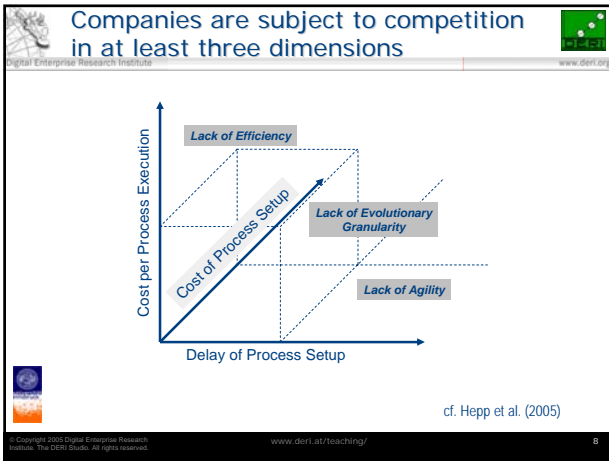 Companies are subject to competition
in at least three dimensions
DERI
Digital Enterprise Research Institute
www.deri.org
Lack of Efficiency
Cost per Process Execution
Cost of Process Setup
Lack of Evolutionary
Granularity
Lack of Agility
Delay of Process Setup
cf. Hepp et al. (2005)
© Copyright 2005 Digital Enterprise Research
Institute. The DERI Studio. All rights reserved.
www.deri.at/teaching/
8